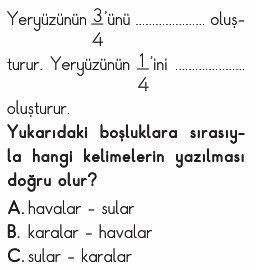 Yeryüzünün 3/4'ünü ..................... oluş-
turur. Yeryüzünün 1/4'ini .....................
oluşturur.
Yukarıdaki boşluklara sırasıy-
la hangi kelimelerin yazılması
doğru olur?
A. havalar - sular
B. karalar - havalar
C. sular - karalar